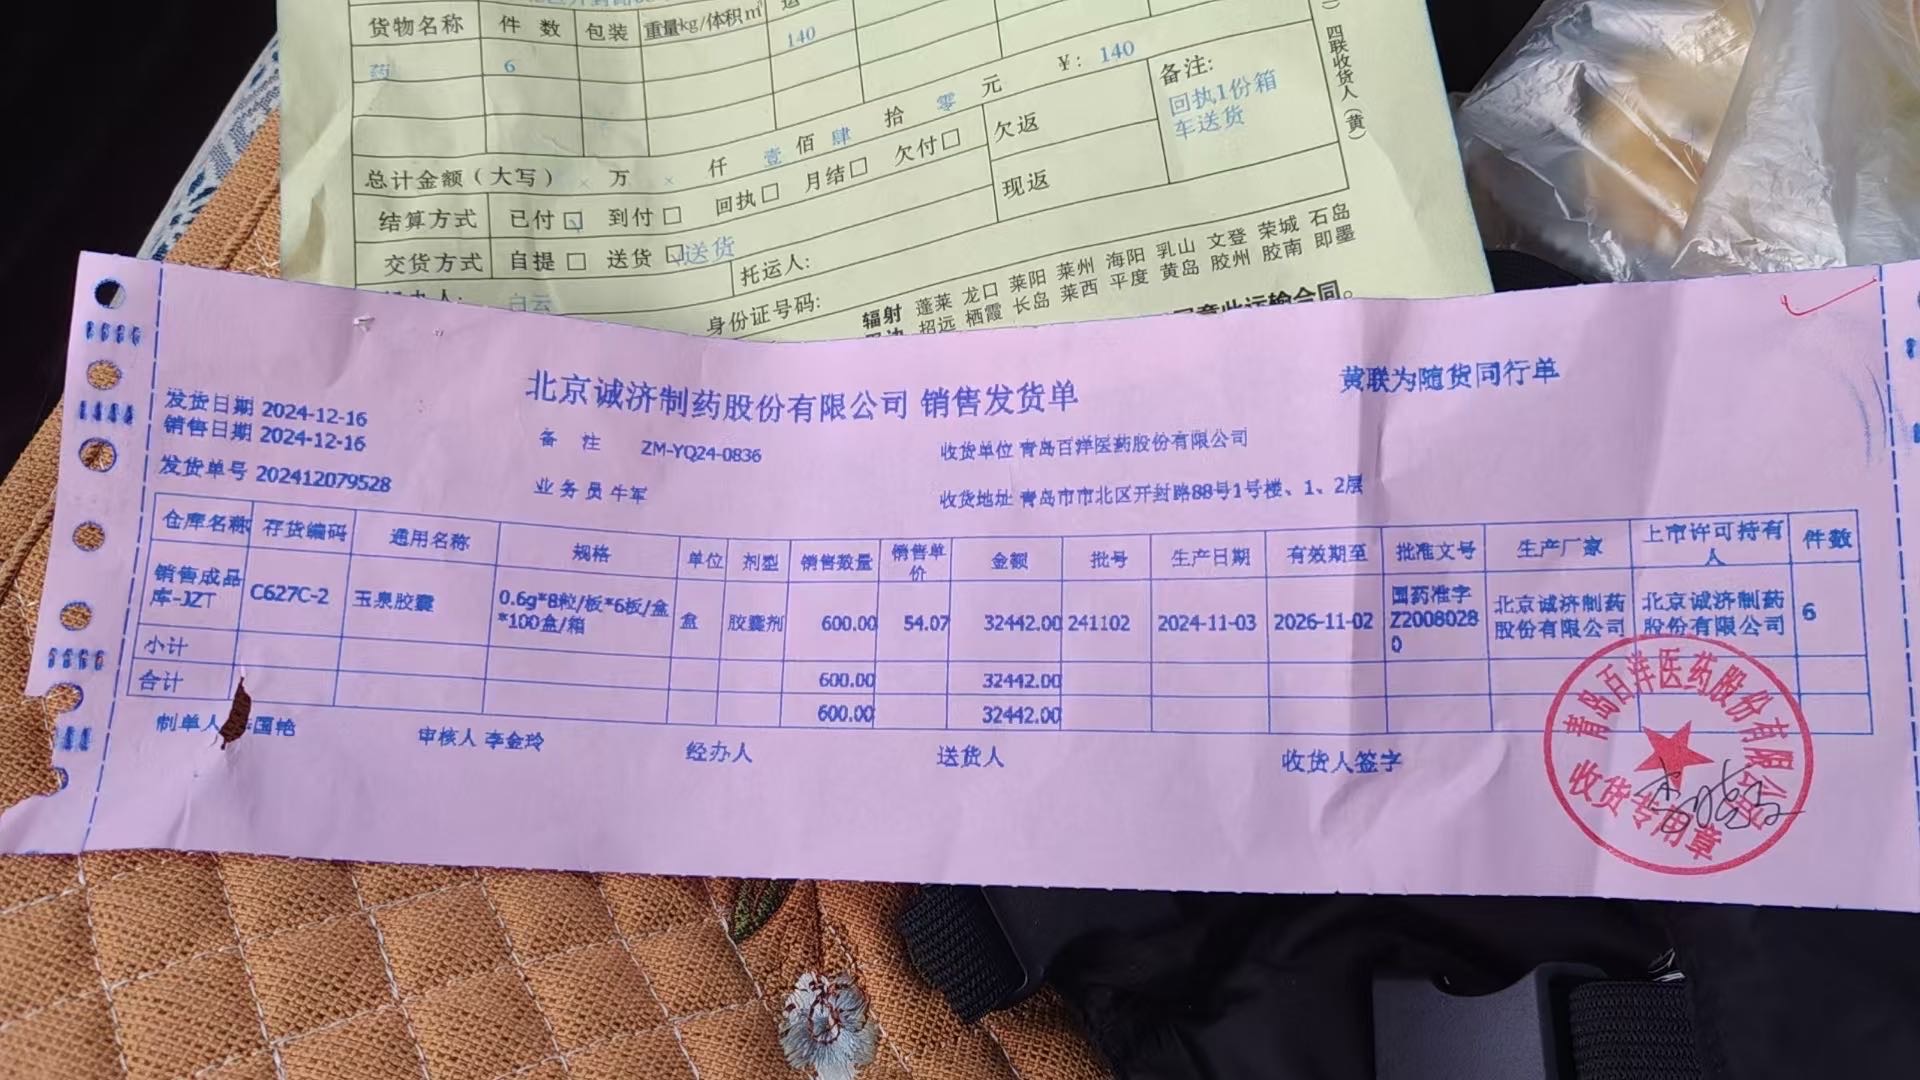 货物名称 件 数 包装 重量kg/体积m³
药 6 140
总计金额（大写） × 万 × 仟 壹 佰 肆 拾 零 元 ¥: 140
结算方式 已付 到付 回执 月结 欠付
交货方式 自提 送货 送货
欠返
现返
备注:
回执1份箱
车送货
托运人:
身份证号码:
白云
四联收货人（黄）
辐射 蓬莱 龙口 莱阳 莱州 海阳 乳山 文登 荣城 石岛
招远 栖霞 长岛 莱西 平度 黄岛 胶州 胶南 即墨
此运输合同。
北京诚济制药股份有限公司 销售发货单
黄联为随货同行单
发货日期 2024-12-16
销售日期 2024-12-16
发货单号 202412079528
备 注 ZM-YQ24-0836
业务员 牛军
收货单位 青岛百洋医药股份有限公司
收货地址 青岛市市北区开封路88号1号楼、1、2层
仓库名称 存货编码 通用名称 规格 单位 剂型 销售数量 销售单价 金额 批号 生产日期 有效期至 批准文号 生产厂家 上市许可持有人 件数
销售成品库-JZT C627C-2 玉泉胶囊 0.6g*8粒/板*6板/盒*100盒/箱 盒 胶囊剂 600.00 54.07 32442.00 241102 2024-11-03 2026-11-02 国药准字Z20080280 北京诚济制药股份有限公司 北京诚济制药股份有限公司 6
小计 600.00 32442.00
合计 600.00 32442.00
制单人 国艳 审核人 李金玲 经办人 送货人 收货人签字
青岛百洋医药股份有限公司
收货专用章